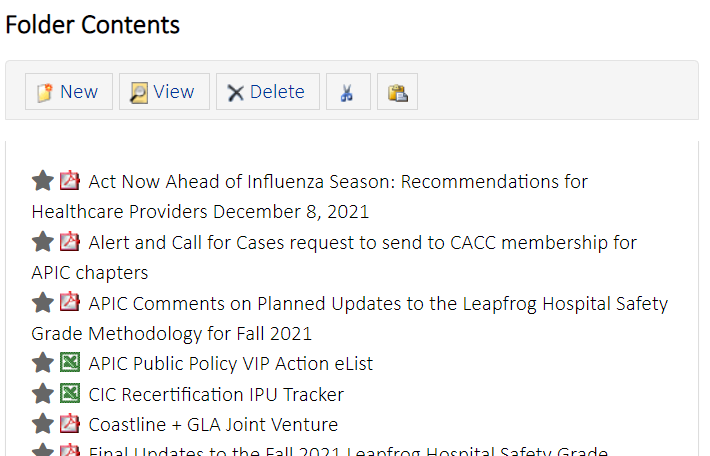 Folder Contents
New View Delete
Act Now Ahead of Influenza Season: Recommendations for
Healthcare Providers December 8, 2021
Alert and Call for Cases request to send to CACC membership for
APIC chapters
APIC Comments on Planned Updates to the Leapfrog Hospital Safety
Grade Methodology for Fall 2021
APIC Public Policy VIP Action eList
CIC Recertification IPU Tracker
Coastline + GLA Joint Venture
Final Updates to the Fall 2021 Leapfrog Hospital Safety Grade